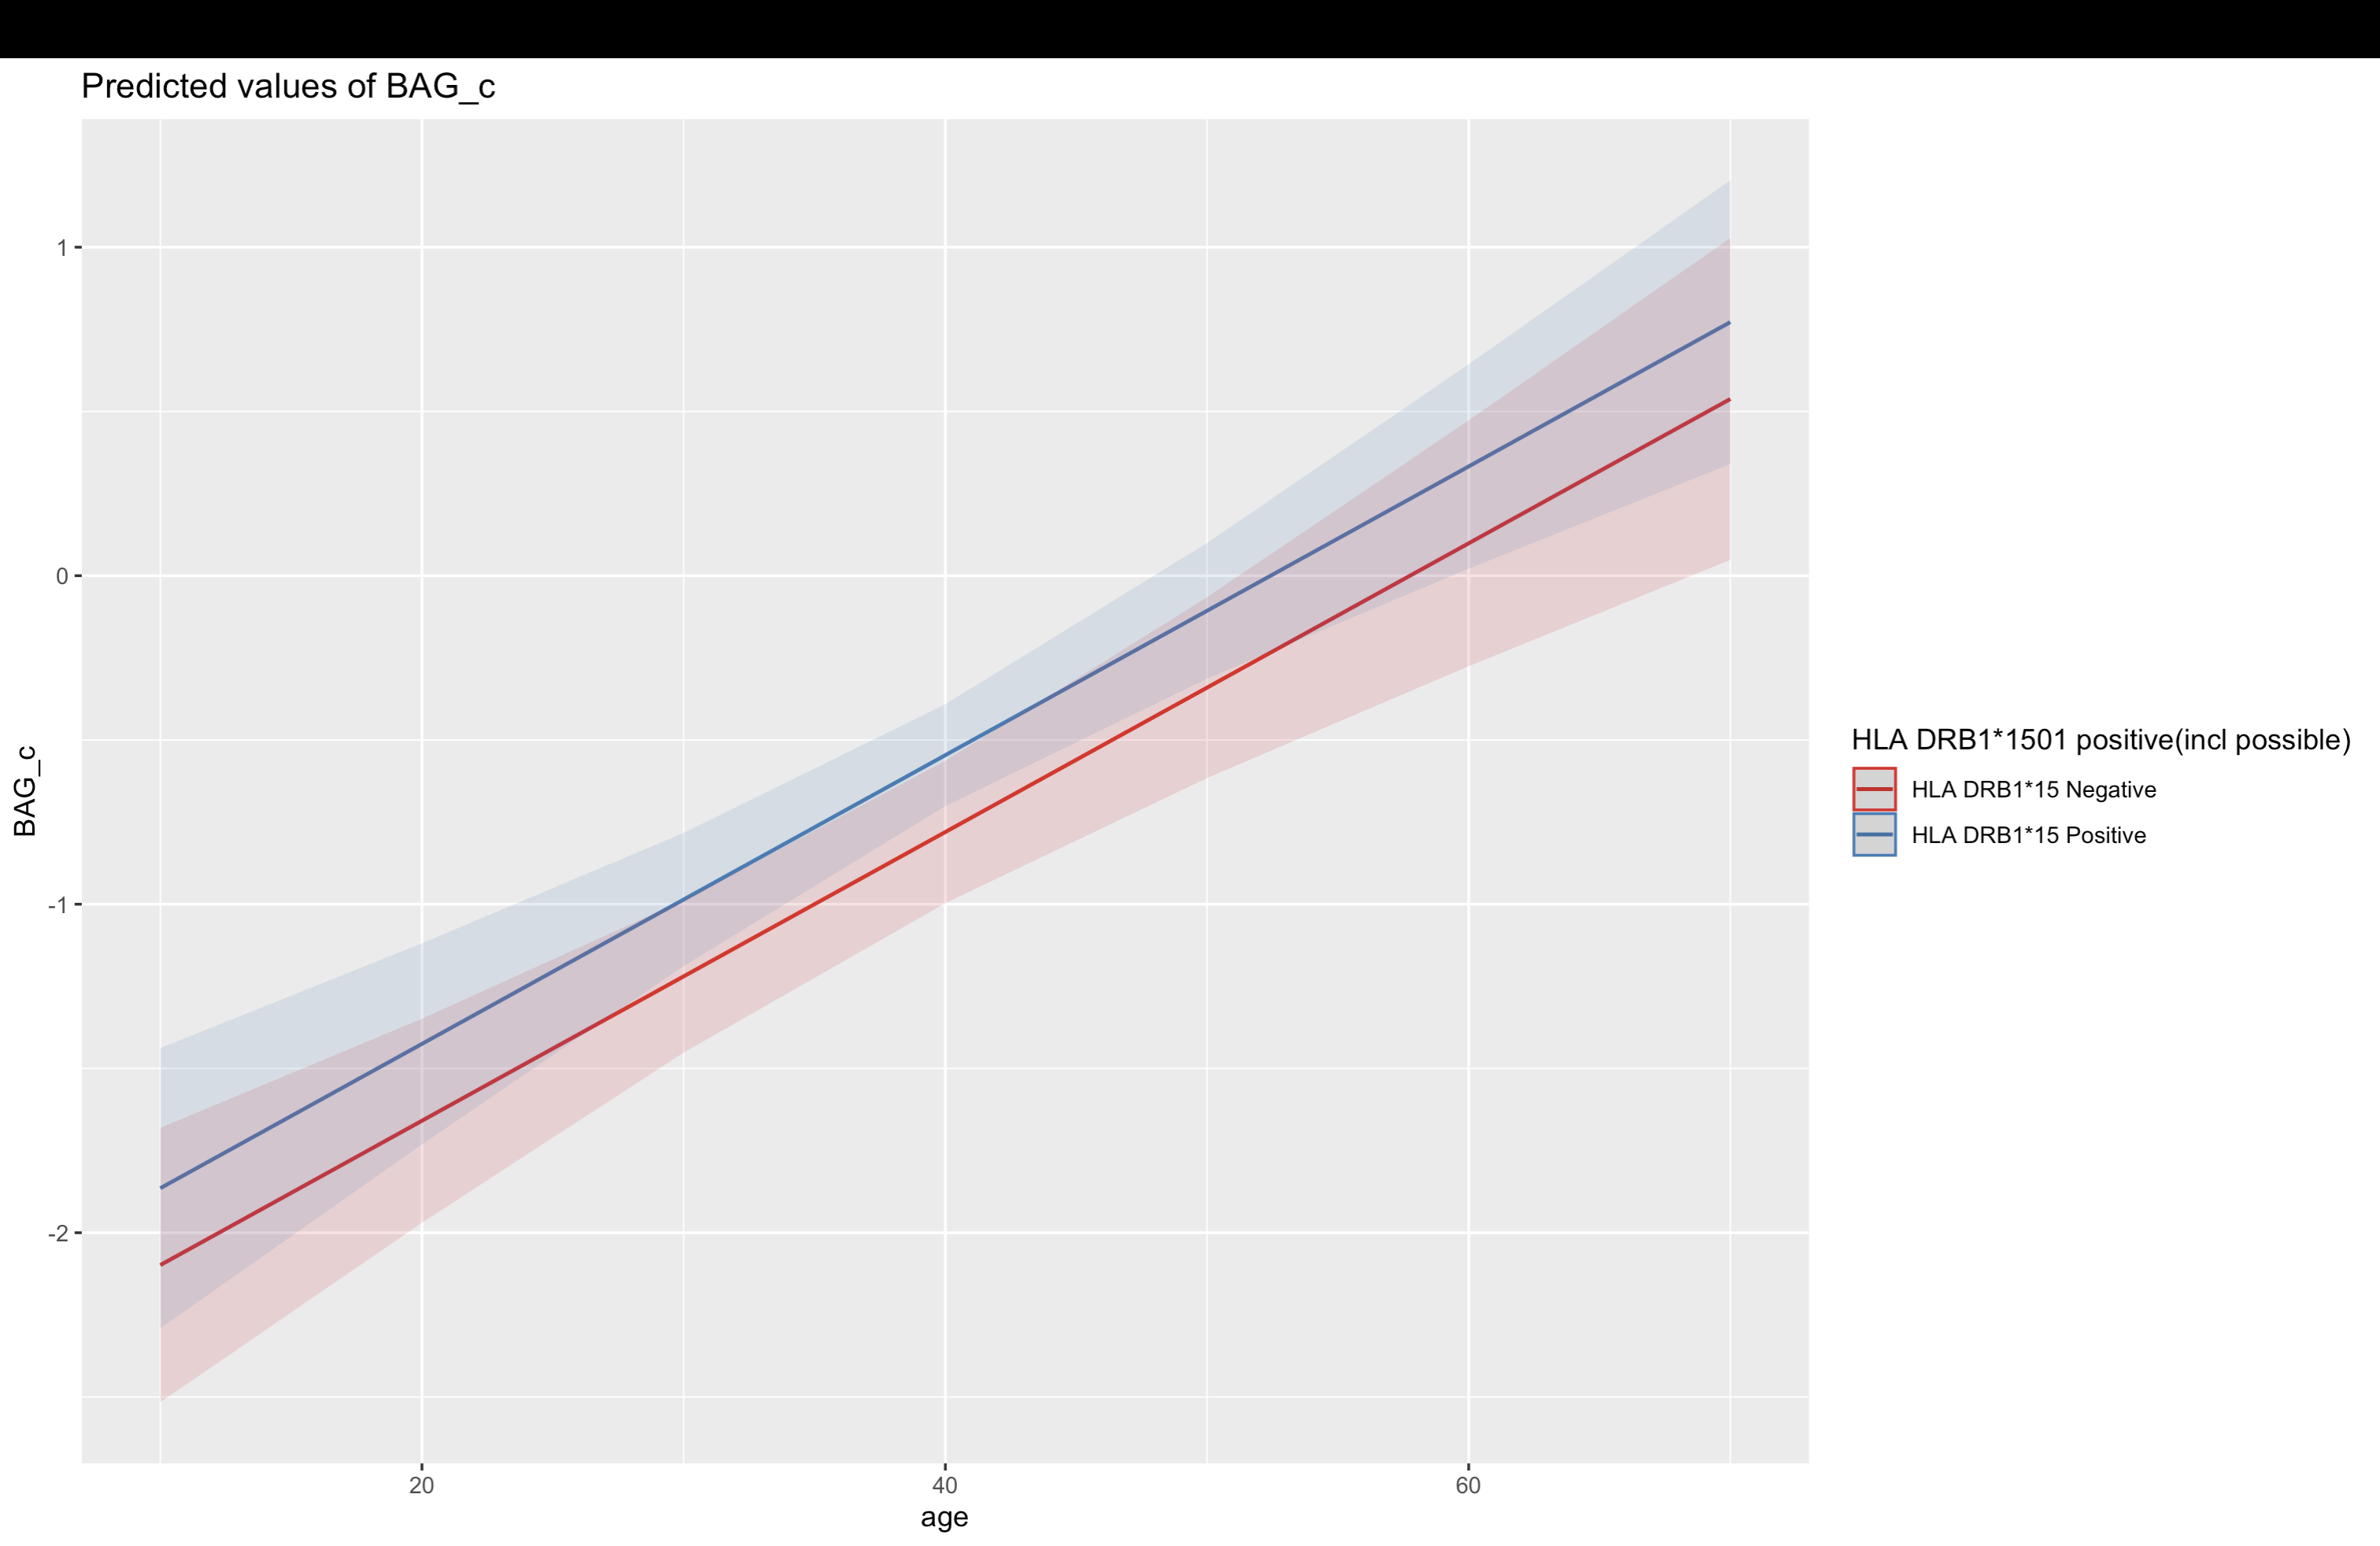 Predicted values of BAG_c
1
0
-1
-2
BAG_c
20
40
60
age
HLA DRB1*1501 positive(incl possible)
HLA DRB1*15 Negative
HLA DRB1*15 Positive